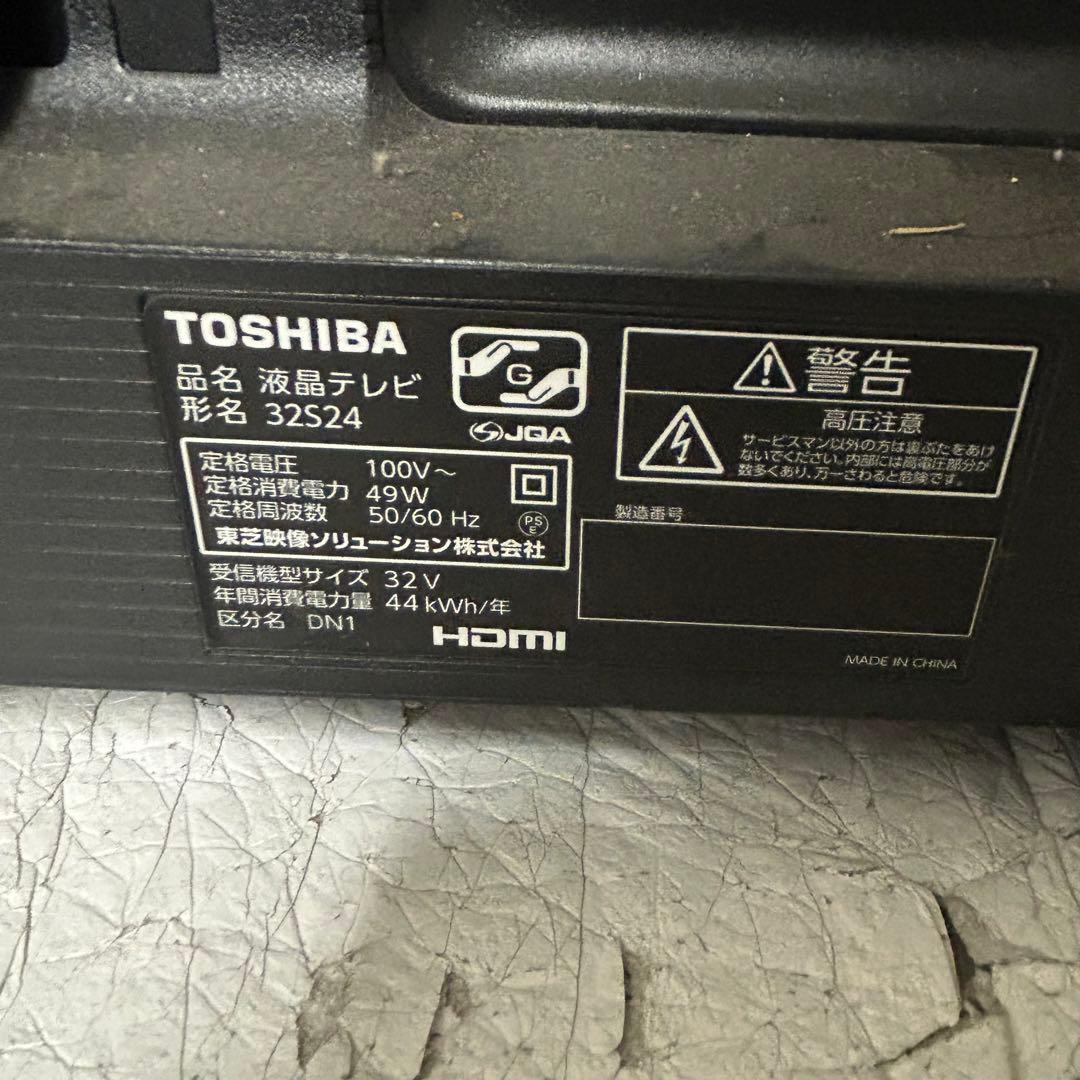 TOSHIBA
品名 液晶テレビ
形名 32S24
G
JQA
定格電圧 100V～
定格消費電力 49W
定格周波数 50/60 Hz
PS
E
東芝映像ソリューション株式会社
受信機型サイズ 32V
年間消費電力量 44kWh/年
区分名 DN1
HDMI
警告
高圧注意
サービスマン以外の方は裏ぶたをあけ
ないでください。内部には高電圧部分が
数多くあり、万一さわると危険です。
製造番号
MADE IN CHINA